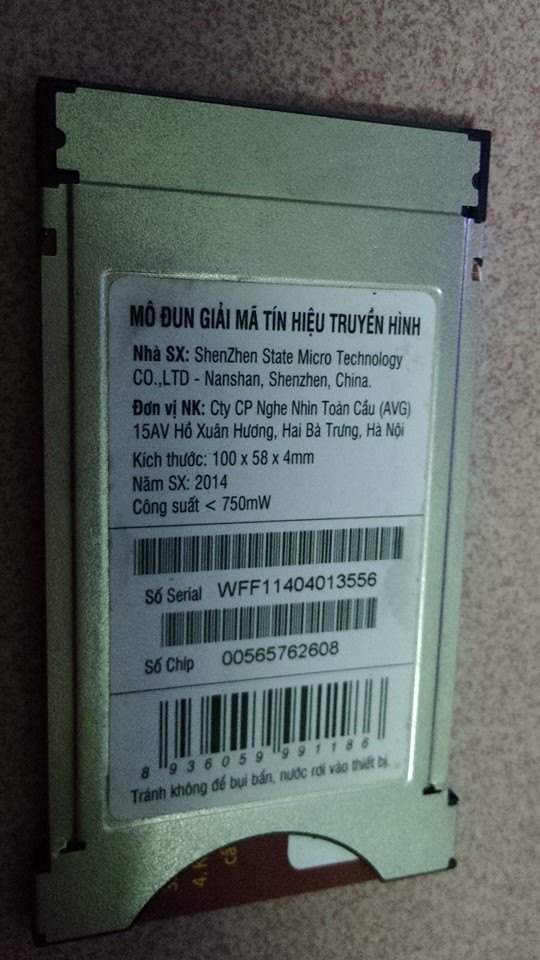 MÔ ĐUN GIẢI MÃ TÍN HIỆU TRUYỀN HÌNH
Nhà SX: ShenZhen State Micro Technology
CO.,LTD - Nanshan, Shenzhen, China.
Đơn vị NK: Cty CP Nghe Nhìn Toàn Cầu (AVG)
15AV Hồ Xuân Hương, Hai Bà Trưng, Hà Nội
Kích thước: 100 x 58 x 4mm
Năm SX: 2014
Công suất < 750mW
Số Serial WFF11404013556
Số Chip 00565762608
8 936059 991186
Tránh không để bụi bẩn, nước rơi vào thiết bị...